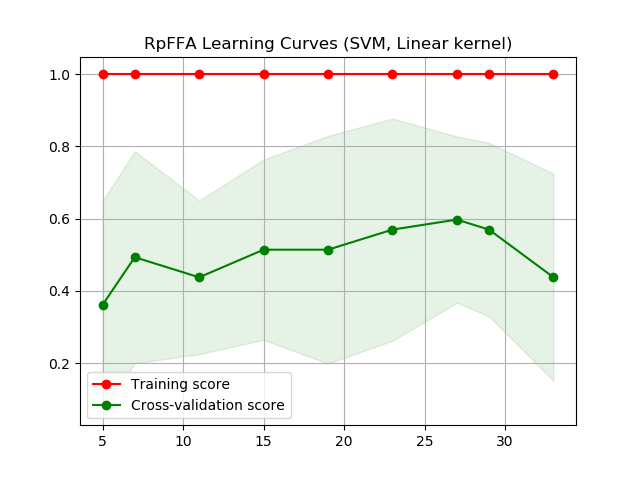 RpFFA Learning Curves (SVM, Linear kernel)
1.0
0.8
0.6
0.4
0.2
Training score
Cross-validation score
5 10 15 20 25 30